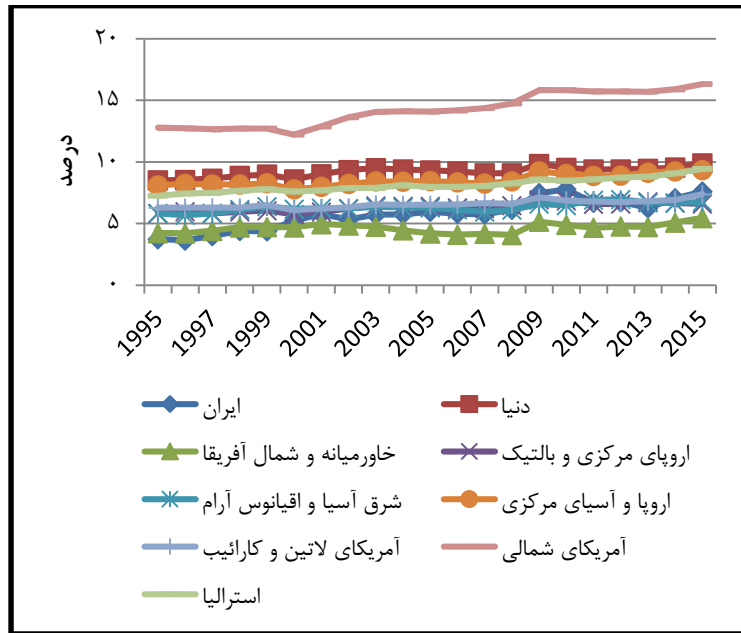 ۲۰
۱۵
۱۰
۵
۰
درصد
1995
1997
1999
2001
2003
2005
2007
2009
2011
2013
2015
ایران
دنیا
خاورمیانه و شمال آفریقا
اروپای مرکزی و بالتیک
شرق آسیا و اقیانوس آرام
اروپا و آسیای مرکزی
آمریکای لاتین و کارائیب
آمریکای شمالی
استرالیا